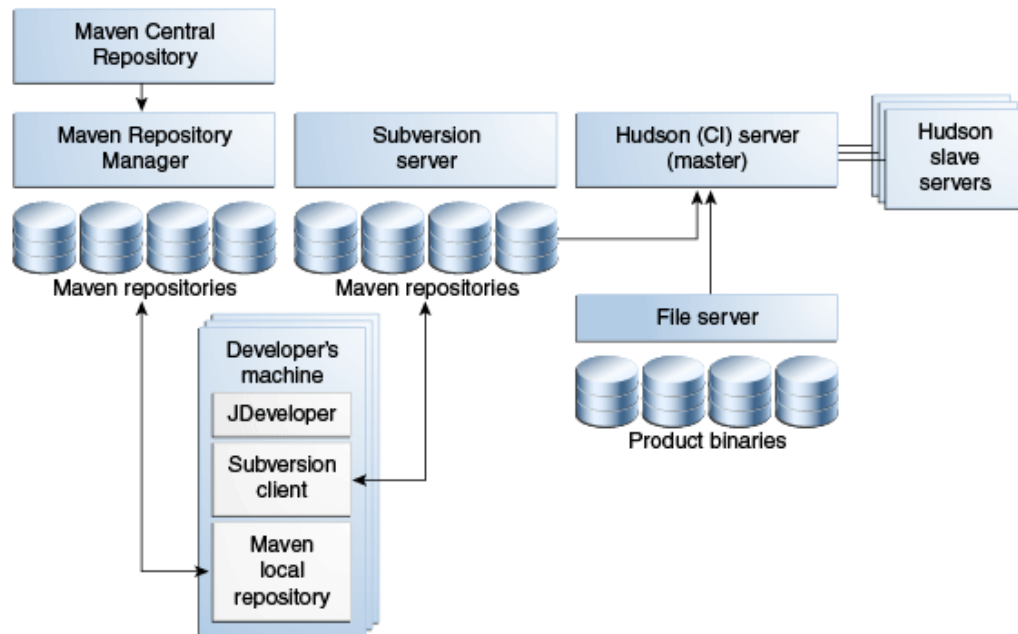 Maven Central
Repository
Maven Repository
Manager
Subversion
server
Hudson (CI) server
(master)
Hudson
slave
servers
Maven repositories
Maven repositories
File server
Product binaries
Developer's
machine
JDeveloper
Subversion
client
Maven
local
repository